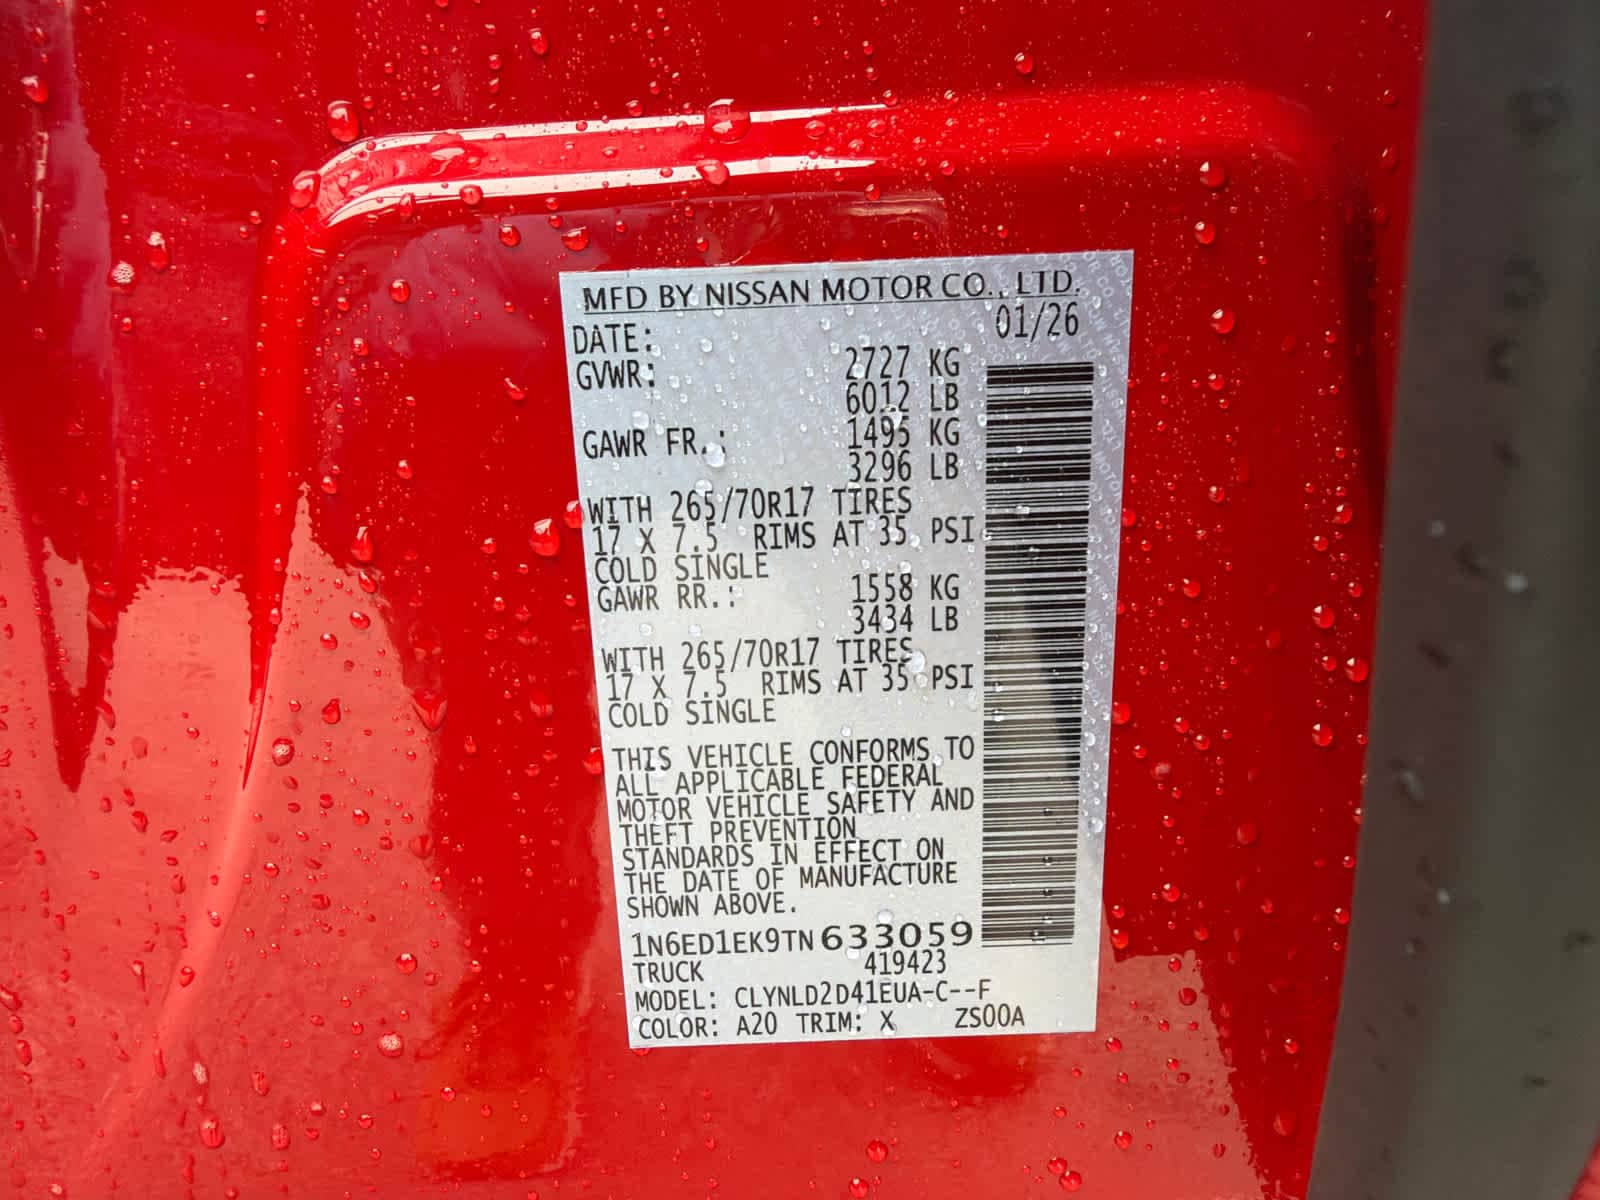 MFD BY NISSAN MOTOR CO., LTD.
DATE: 01/26
GVWR: 2727 KG
6012 LB
GAWR FR.: 1495 KG
3296 LB
WITH 265/70R17 TIRES
17 X 7.5 RIMS AT 35 PSI
COLD SINGLE
GAWR RR.: 1558 KG
3434 LB
WITH 265/70R17 TIRES
17 X 7.5 RIMS AT 35 PSI
COLD SINGLE
THIS VEHICLE CONFORMS TO
ALL APPLICABLE FEDERAL
MOTOR VEHICLE SAFETY AND
THEFT PREVENTION
STANDARDS IN EFFECT ON
THE DATE OF MANUFACTURE
SHOWN ABOVE.
1N6ED1EK9TN633059
TRUCK 419423
MODEL: CLYNLD2D41EUA-C--F
COLOR: A20 TRIM: X ZS00A